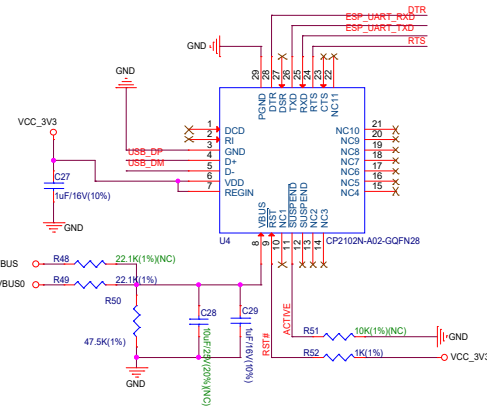 DTR
ESP_UART_RXD
ESP_UART_TXD
RTS
GND
29 28 27 26 25 24 23 22
PGND DTR DSR TXD RXD RTS CTS NC11
GND
VCC_3V3
1 DCD
2 RI
3 GND
USB_DP 4 D+
USB_DM 5 D-
6 VDD
7 REGIN
NC10 21
NC9 20
NC8 19
NC7 18
NC6 17
NC5 16
NC4 15
C27
1uF/16V(10%)
GND
VBUS RST NC1 SUSPEND SUSPEND NC2 NC3
U4
CP2102N-A02-GQFN28
8 9 10 11 12 13 14
BUS R48 22.1K(1%)(NC)
VBUS0 R49 22.1K(1%)
R50
47.5K(1%)
C28
10uF/25V(20%)(NC)
C29
1uF/16V(10%)
GND
RST#
ACTIVE
R51 10K(1%)(NC)
GND
R52 1K(1%)
VCC_3V3